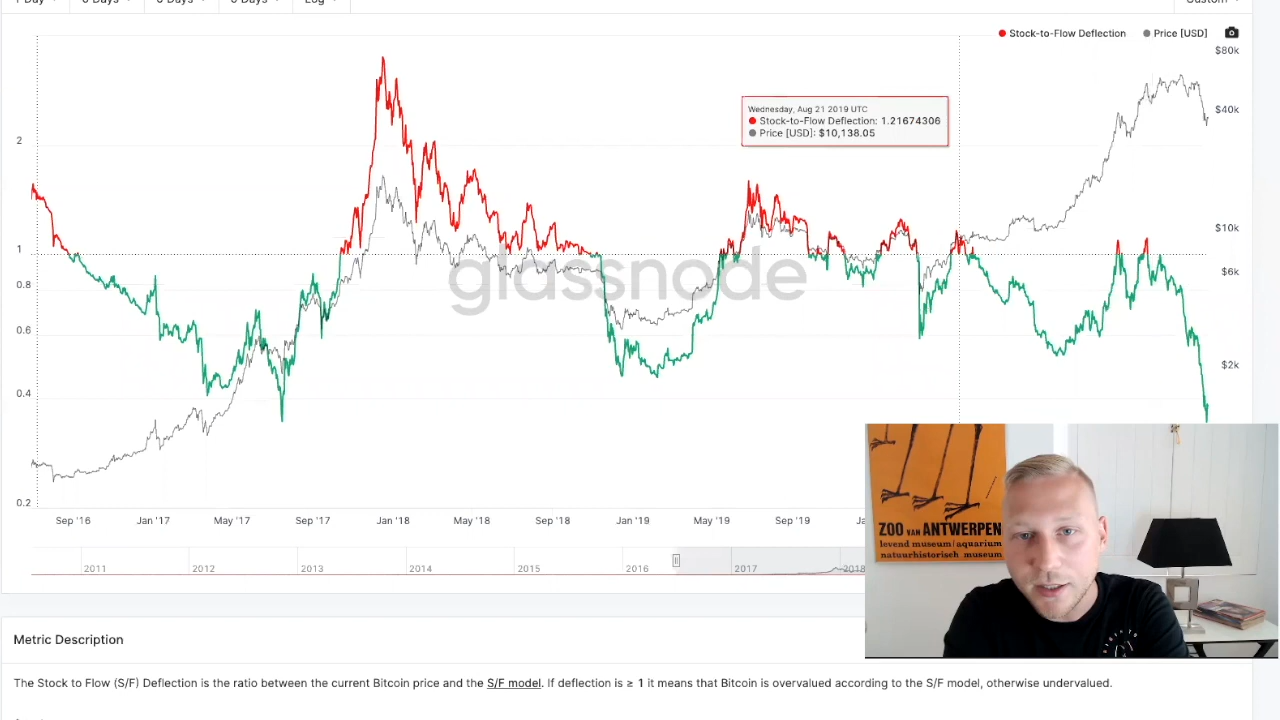 Log
Stock-to-Flow Deflection
Price [USD]
$80k
Wednesday, Aug 21 2019 UTC
Stock-to-Flow Deflection: 1.21674306
Price [USD]: $10,138.05
$40k
2
$10k
1
glassnode
$6k
0.8
0.6
$2k
0.4
0.2
Sep '16
Jan '17
May '17
Sep '17
Jan '18
May '18
Sep '18
Jan '19
May '19
Sep '19
ZOO VAN ANTWERPEN
levend museum/aquarium
natuurhistorisch museum
2011
2012
2013
2014
2015
2016
2017
2018
Metric Description
The Stock to Flow (S/F) Deflection is the ratio between the current Bitcoin price and the S/F model. If deflection is ≥ 1 it means that Bitcoin is overvalued according to the S/F model, otherwise undervalued.